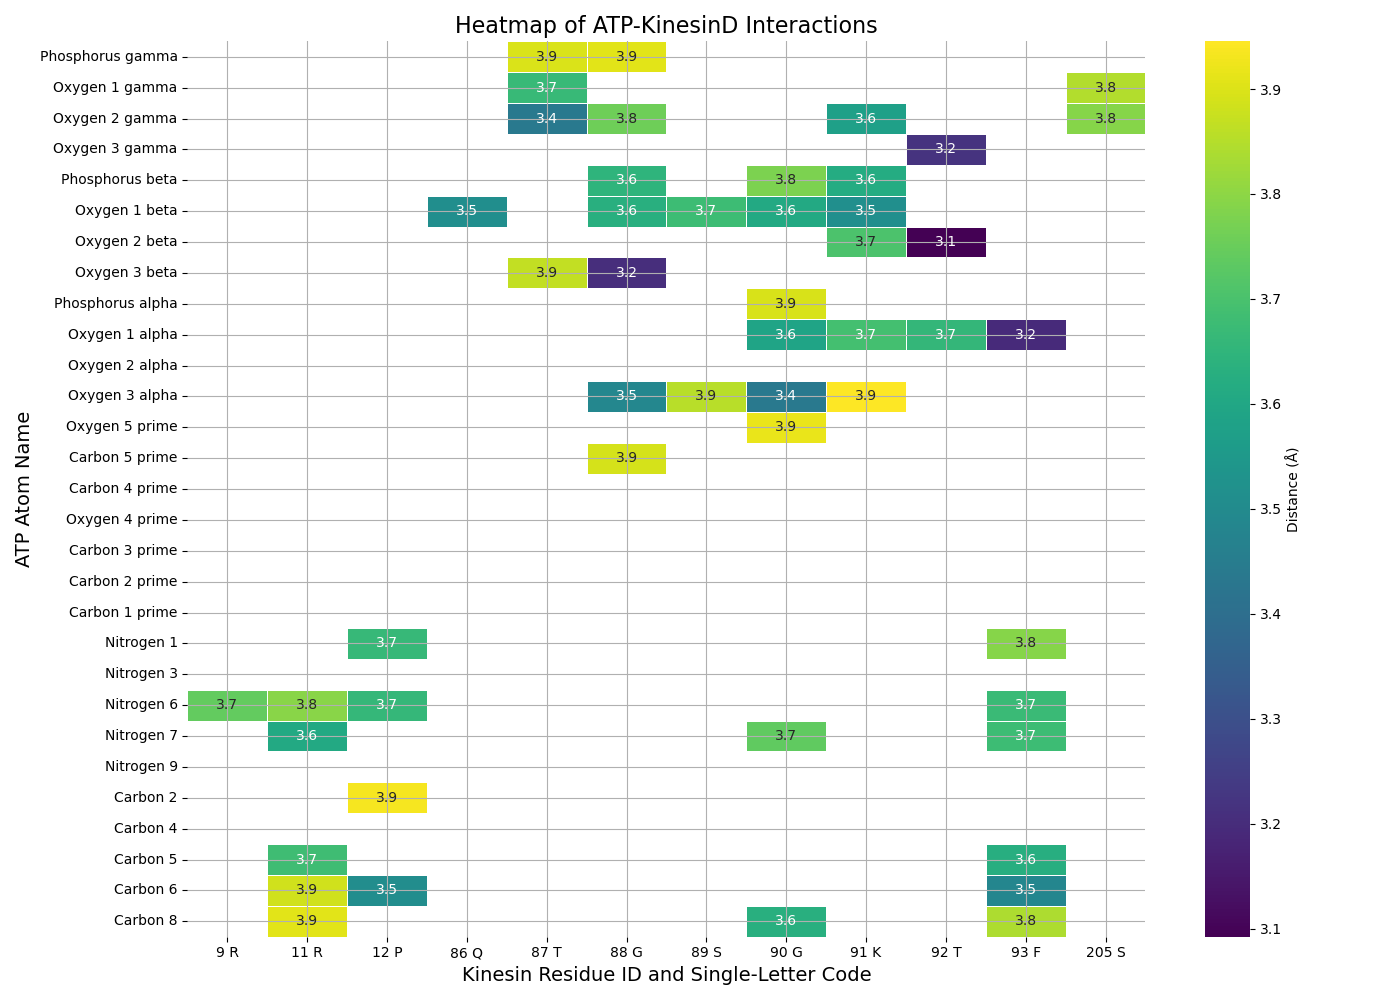 Heatmap of ATP-KinesinD Interactions
Phosphorus gamma 3.9 3.9
Oxygen 1 gamma 3.7 3.8
Oxygen 2 gamma 3.4 3.8 3.6 3.8
Oxygen 3 gamma 3.2
Phosphorus beta 3.6 3.8 3.6
Oxygen 1 beta 3.5 3.6 3.7 3.6 3.5
Oxygen 2 beta 3.7 3.1
Oxygen 3 beta 3.9 3.2
Phosphorus alpha 3.9
Oxygen 1 alpha 3.6 3.7 3.7 3.2
Oxygen 2 alpha
Oxygen 3 alpha 3.5 3.9 3.4 3.9
Oxygen 5 prime 3.9
Carbon 5 prime 3.9
Carbon 4 prime
Oxygen 4 prime
Carbon 3 prime
Carbon 2 prime
Carbon 1 prime
Nitrogen 1 3.7 3.8
Nitrogen 3
Nitrogen 6 3.7 3.8 3.7 3.7
Nitrogen 7 3.6 3.7 3.7
Nitrogen 9
Carbon 2 3.9
Carbon 4
Carbon 5 3.7 3.6
Carbon 6 3.9 3.5 3.5
Carbon 8 3.9 3.6 3.8
9 R 11 R 12 P 86 Q 87 T 88 G 89 S 90 G 91 K 92 T 93 F 205 S
Kinesin Residue ID and Single-Letter Code
ATP Atom Name
3.9
3.8
3.7
3.6
3.5
3.4
3.3
3.2
3.1
Distance (Å)